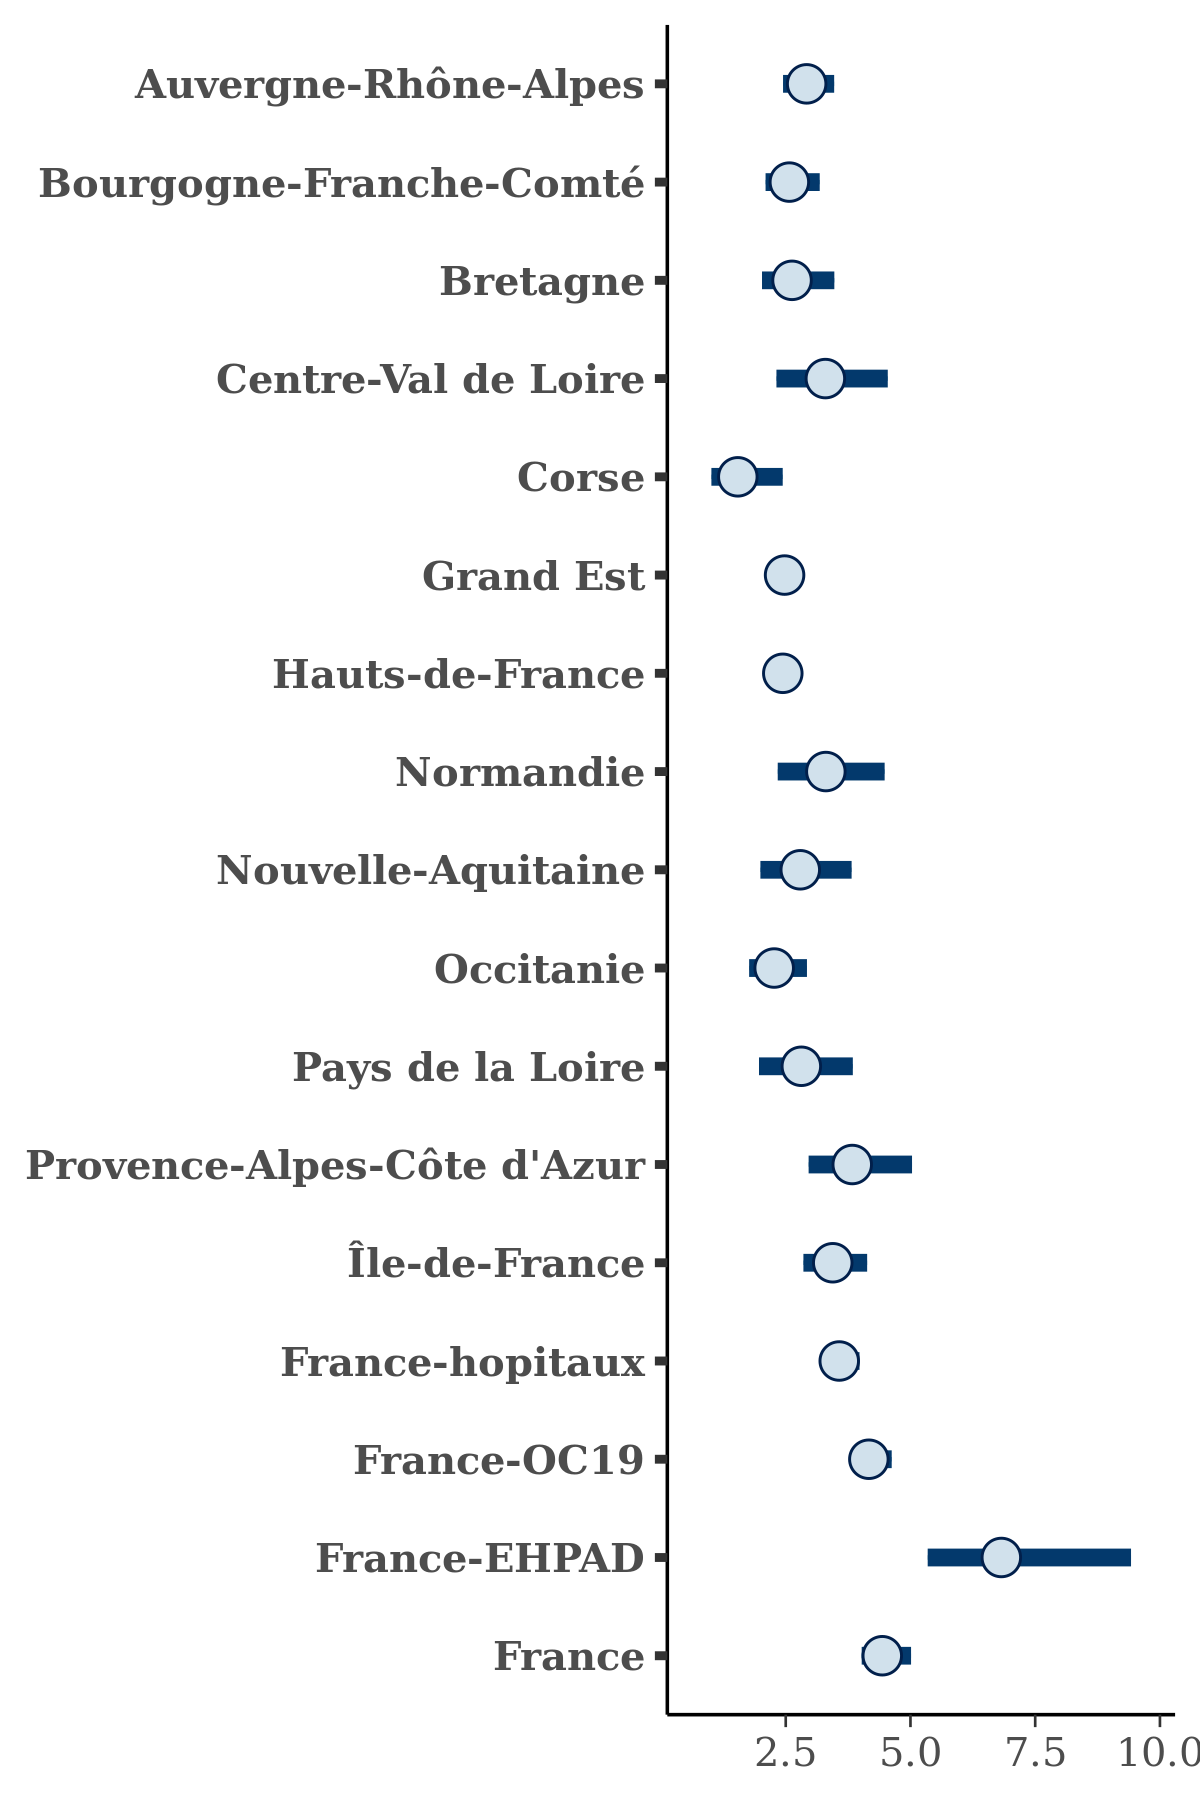 Auvergne-Rhône-Alpes
Bourgogne-Franche-Comté
Bretagne
Centre-Val de Loire
Corse
Grand Est
Hauts-de-France
Normandie
Nouvelle-Aquitaine
Occitanie
Pays de la Loire
Provence-Alpes-Côte d'Azur
Île-de-France
France-hopitaux
France-OC19
France-EHPAD
France
2.5 5.0 7.5 10.0